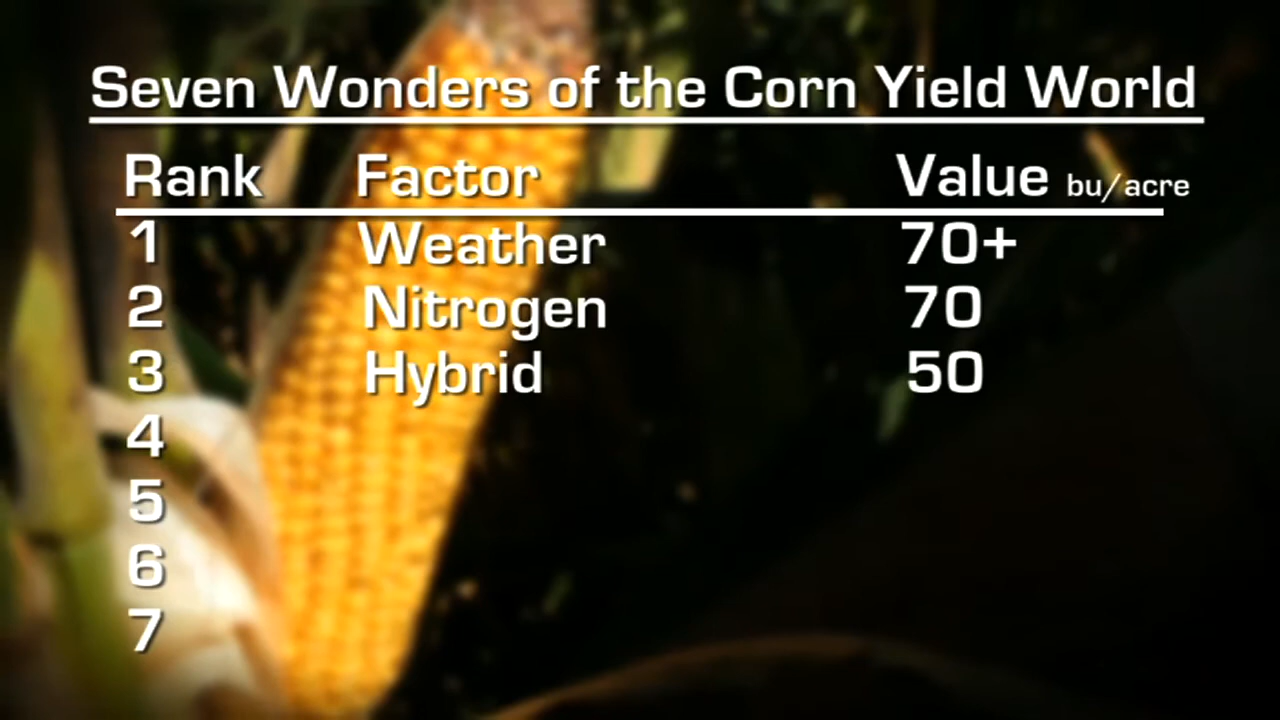 Seven Wonders of the Corn Yield World
Rank Factor Value bu/acre
1 Weather 70+
2 Nitrogen 70
3 Hybrid 50
4
5
6
7